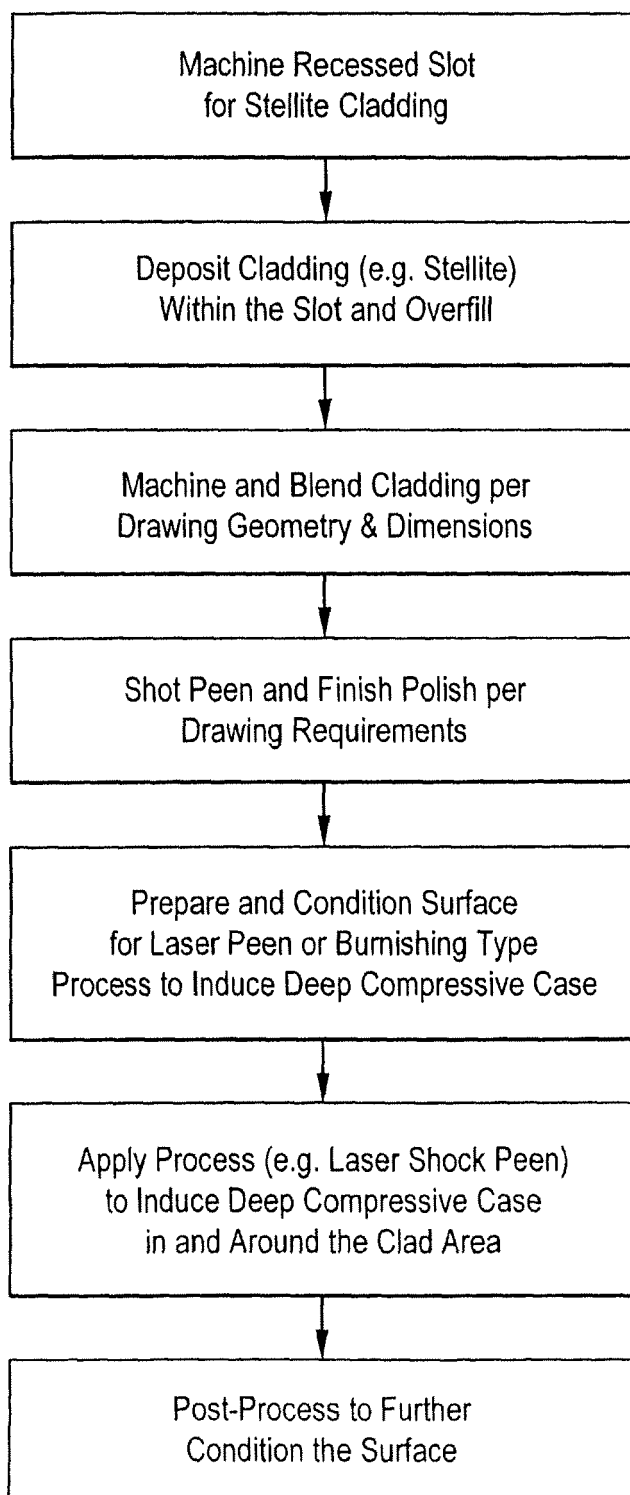 Machine Recessed Slot
for Stellite Cladding
Deposit Cladding (e.g. Stellite)
Within the Slot and Overfill
Machine and Blend Cladding per
Drawing Geometry & Dimensions
Shot Peen and Finish Polish per
Drawing Requirements
Prepare and Condition Surface
for Laser Peen or Burnishing Type
Process to Induce Deep Compressive Case
Apply Process (e.g. Laser Shock Peen)
to Induce Deep Compressive Case
in and Around the Clad Area
Post-Process to Further
Condition the Surface